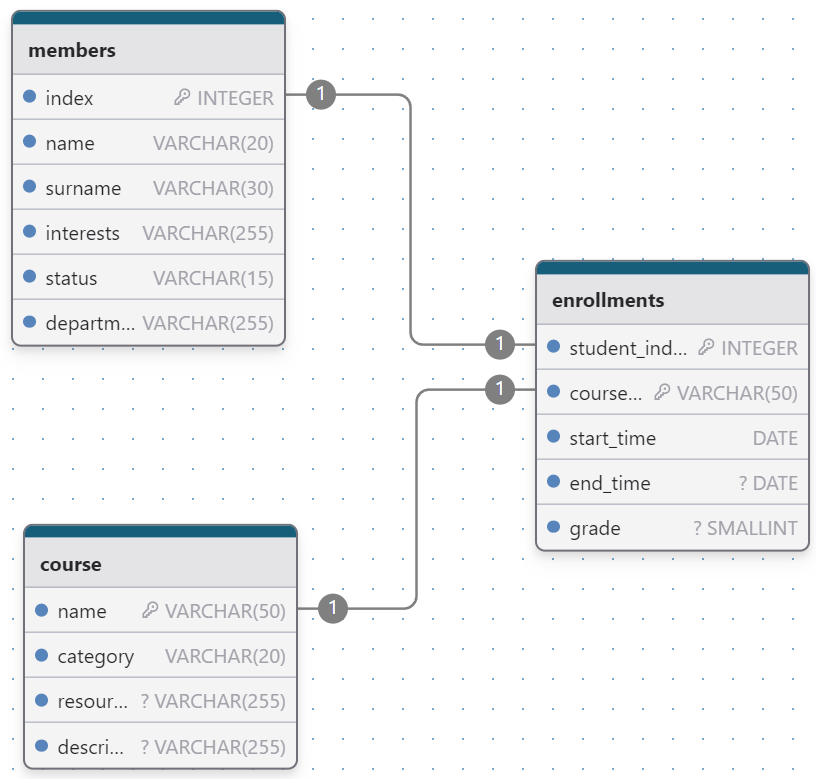 members
index INTEGER
name VARCHAR(20)
surname VARCHAR(30)
interests VARCHAR(255)
status VARCHAR(15)
departm... VARCHAR(255)
1
1
1
1
enrollments
student_ind... INTEGER
course... VARCHAR(50)
start_time DATE
end_time ? DATE
grade ? SMALLINT
course
name VARCHAR(50)
category VARCHAR(20)
resour... ? VARCHAR(255)
descri... ? VARCHAR(255)